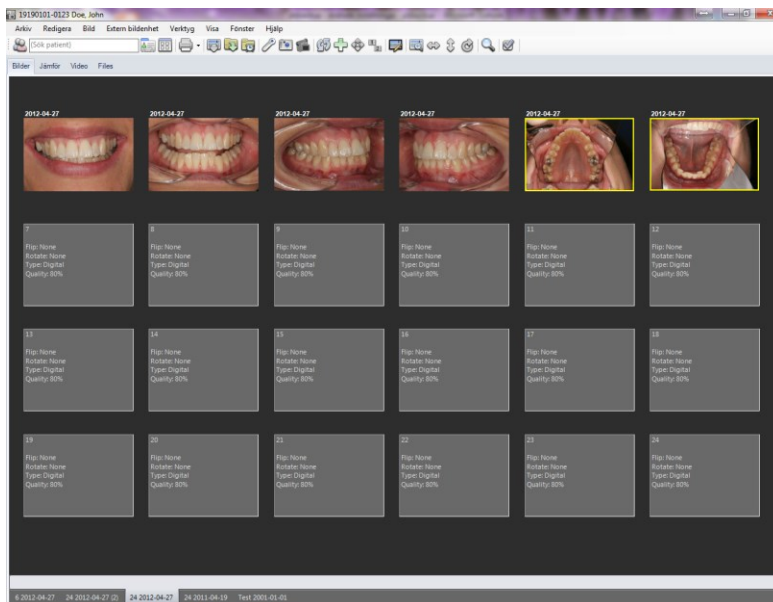 19190101-0123 Doe, John
Arkiv Redigera Bild Extern bildenhet Verktyg Visa Fönster Hjälp
(Sök patient)
Bilder Jämför Video Files
2012-04-27 2012-04-27 2012-04-27 2012-04-27 2012-04-27 2012-04-27
7 8 9 10 11 12
Flip: None Flip: None Flip: None Flip: None Flip: None Flip: None
Rotate: None Rotate: None Rotate: None Rotate: None Rotate: None Rotate: None
Type: Digital Type: Digital Type: Digital Type: Digital Type: Digital Type: Digital
Quality: 80% Quality: 80% Quality: 80% Quality: 80% Quality: 80% Quality: 80%
13 14 15 16 17 18
Flip: None Flip: None Flip: None Flip: None Flip: None Flip: None
Rotate: None Rotate: None Rotate: None Rotate: None Rotate: None Rotate: None
Type: Digital Type: Digital Type: Digital Type: Digital Type: Digital Type: Digital
Quality: 80% Quality: 80% Quality: 80% Quality: 80% Quality: 80% Quality: 80%
19 20 21 22 23 24
Flip: None Flip: None Flip: None Flip: None Flip: None Flip: None
Rotate: None Rotate: None Rotate: None Rotate: None Rotate: None Rotate: None
Type: Digital Type: Digital Type: Digital Type: Digital Type: Digital Type: Digital
Quality: 80% Quality: 80% Quality: 80% Quality: 80% Quality: 80% Quality: 80%
6 2012-04-27 24 2012-04-27 (2) 24 2012-04-27 24 2011-04-19 Test 2001-01-01